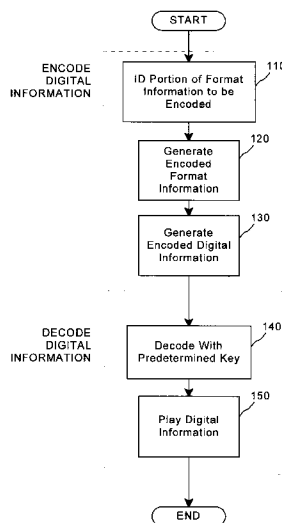 START
ENCODE
DIGITAL
INFORMATION
ID Portion of Format
Information to be
Encoded
110
Generate
Encoded
Format
Information
120
Generate
Encoded Digital
Information
130
DECODE
DIGITAL
INFORMATION
Decode With
Predetermined Key
140
Play Digital
Information
150
END